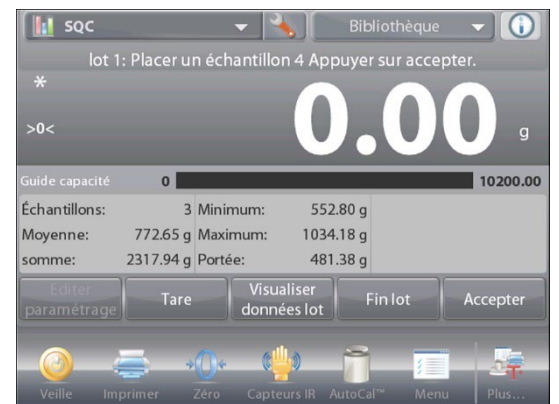 SQC Bibliothèque
lot 1: Placer un échantillon 4 Appuyer sur accepter.
*
>0< 0.00 g
Guide capacité 0 10200.00
Échantillons: 3 Minimum: 552.80 g
Moyenne: 772.65 g Maximum: 1034.18 g
somme: 2317.94 g Portée: 481.38 g
Éditer paramétrage Tare Visualiser données lot Fin lot Accepter
Veille Imprimer Zéro Capteurs IR AutoCal™ Menu Plus...